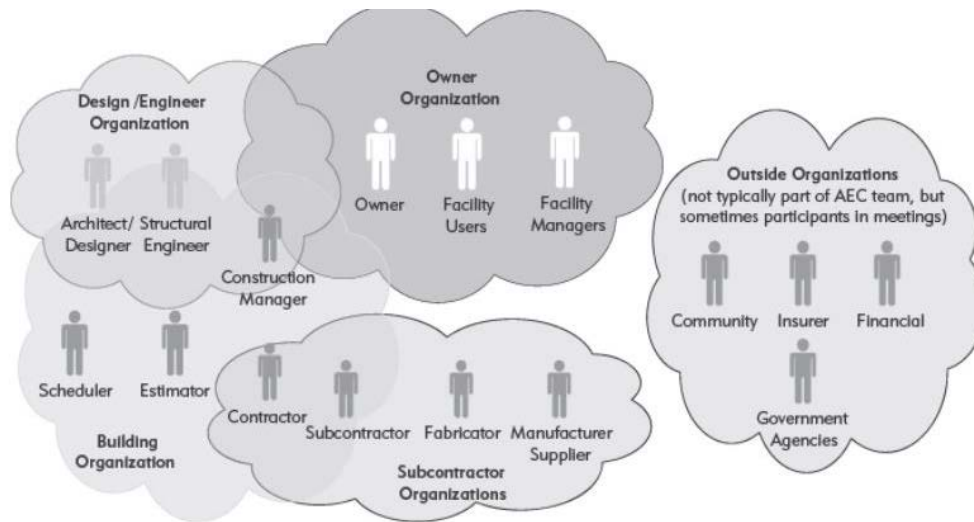 Design /Engineer
Organization
Architect/
Designer
Structural
Engineer
Construction
Manager
Owner
Organization
Owner
Facility
Users
Facility
Managers
Outside Organizations
(not typically part of AEC team, but
sometimes participants in meetings)
Community
Insurer
Financial
Government
Agencies
Scheduler
Estimator
Contractor
Building
Organization
Subcontractor
Fabricator
Manufacturer
Supplier
Subcontractor
Organizations